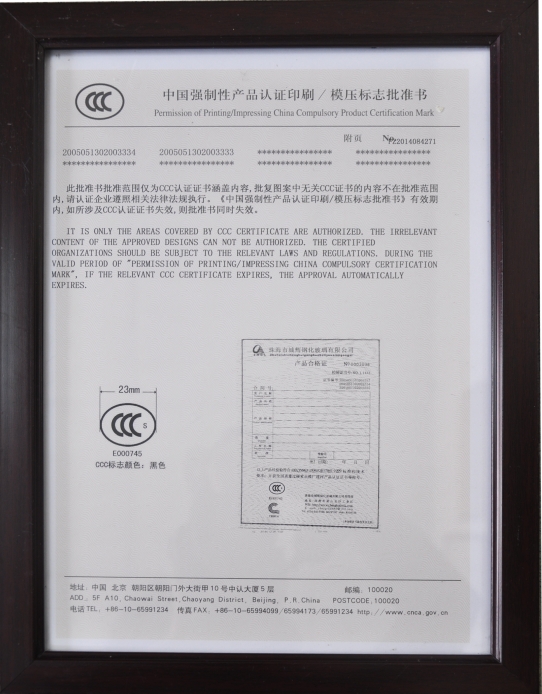 中国强制性产品认证印刷/模压标志批准书
Permission of Printing/Impressing China Compulsory Product Certification Mark
附页 No. PZ2014084271
2005051302003334 2005051302003333 **************** ****************
**************** **************** **************** ****************
此批准书批准范围仅为CCC认证证书涵盖内容,批复图案中无关CCC证书的内容不在批准范围
内,请认证企业遵照相关法律法规执行。《中国强制性产品认证印刷/模压标志批准书》有效期
内,如所涉及CCC认证证书失效,则批准书同时失效。
IT IS ONLY THE AREAS COVERED BY CCC CERTIFICATE ARE AUTHORIZED. THE IRRELEVANT
CONTENT OF THE APPROVED DESIGNS CAN NOT BE AUTHORIZED. THE CERTIFIED
ORGANIZATIONS SHOULD BE SUBJECT TO THE RELEVANT LAWS AND REGULATIONS. DURING THE
VALID PERIOD OF "PERMISSION OF PRINTING/IMPRESSING CHINA COMPULSORY CERTIFICATION
MARK", IF THE RELEVANT CCC CERTIFICATE EXPIRES, THE APPROVAL AUTOMATICALLY
EXPIRES.
产品合格证
23mm
CCC S
E000745
CCC标志颜色:黑色
地址:中国 北京 朝阳区朝阳门外大街甲10号中认大厦5层 邮编:100020
ADD.,5F A10,Chaowai Street,Chaoyang District, Beijing, P.R.China POSTCODE:100020
电话TEL.+86-10-65991234 传真FAX.+86-10-65994099/65994173/65991234 http://www.cnca.gov.cn